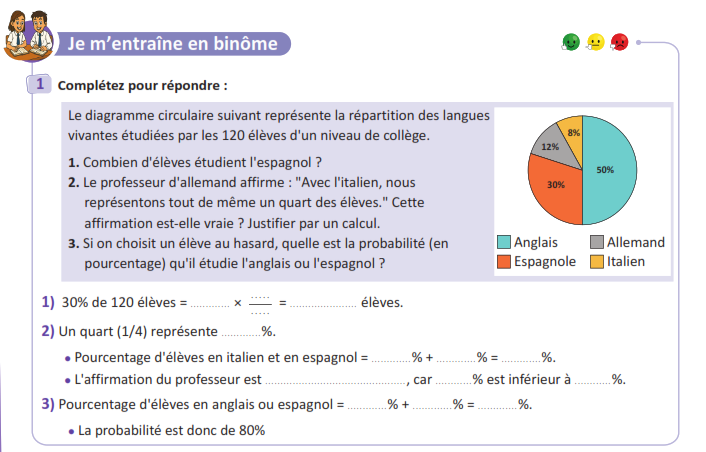 Je m'entraîne en binôme
1 Complétez pour répondre :
Le diagramme circulaire suivant représente la répartition des langues
vivantes étudiées par les 120 élèves d'un niveau de collège.
1. Combien d'élèves étudient l'espagnol ?
2. Le professeur d'allemand affirme : "Avec l'italien, nous
représentons tout de même un quart des élèves." Cette
affirmation est-elle vraie ? Justifier par un calcul.
3. Si on choisit un élève au hasard, quelle est la probabilité (en
pourcentage) qu'il étudie l'anglais ou l'espagnol ?
8%
12%
50%
30%
Anglais Allemand
Espagnole Italien
1) 30% de 120 élèves = ............ × ..... / ..... = .................... élèves.
2) Un quart (1/4) représente ............%.
• Pourcentage d'élèves en italien et en espagnol = ............% + ............% = ............%.
• L'affirmation du professeur est ........................................, car ..........% est inférieur à ..........%.
3) Pourcentage d'élèves en anglais ou espagnol = ............% + ............% = ............%.
• La probabilité est donc de 80%